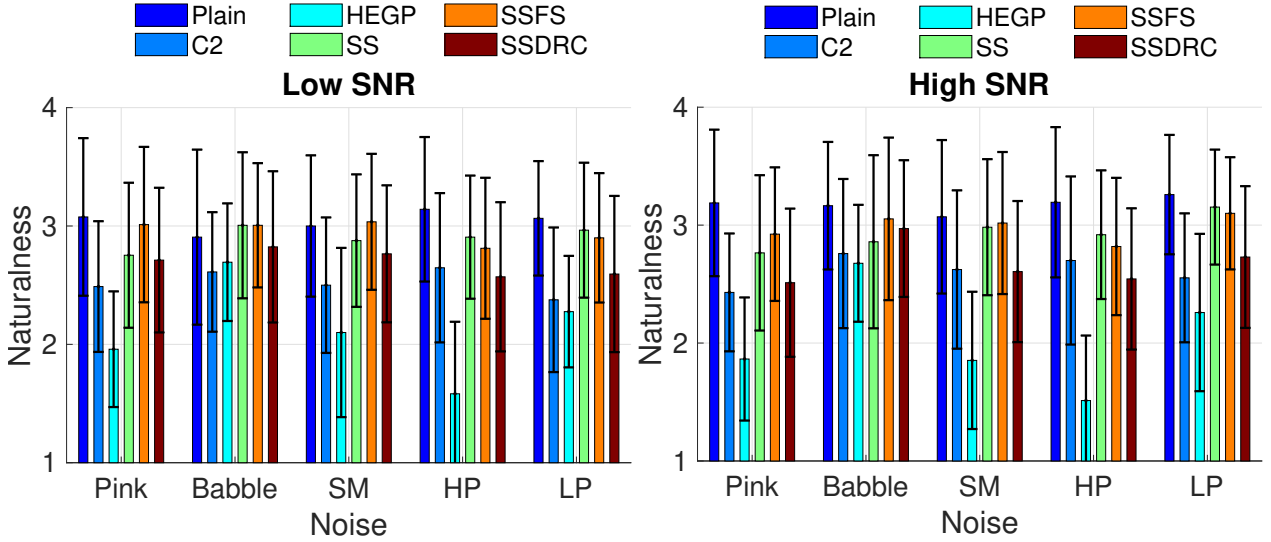 Plain HEGP SSFS
C2 SS SSDRC
Low SNR
4
3
2
1
Naturalness
Pink Babble SM HP LP
Noise
Plain HEGP SSFS
C2 SS SSDRC
High SNR
4
3
2
1
Naturalness
Pink Babble SM HP LP
Noise